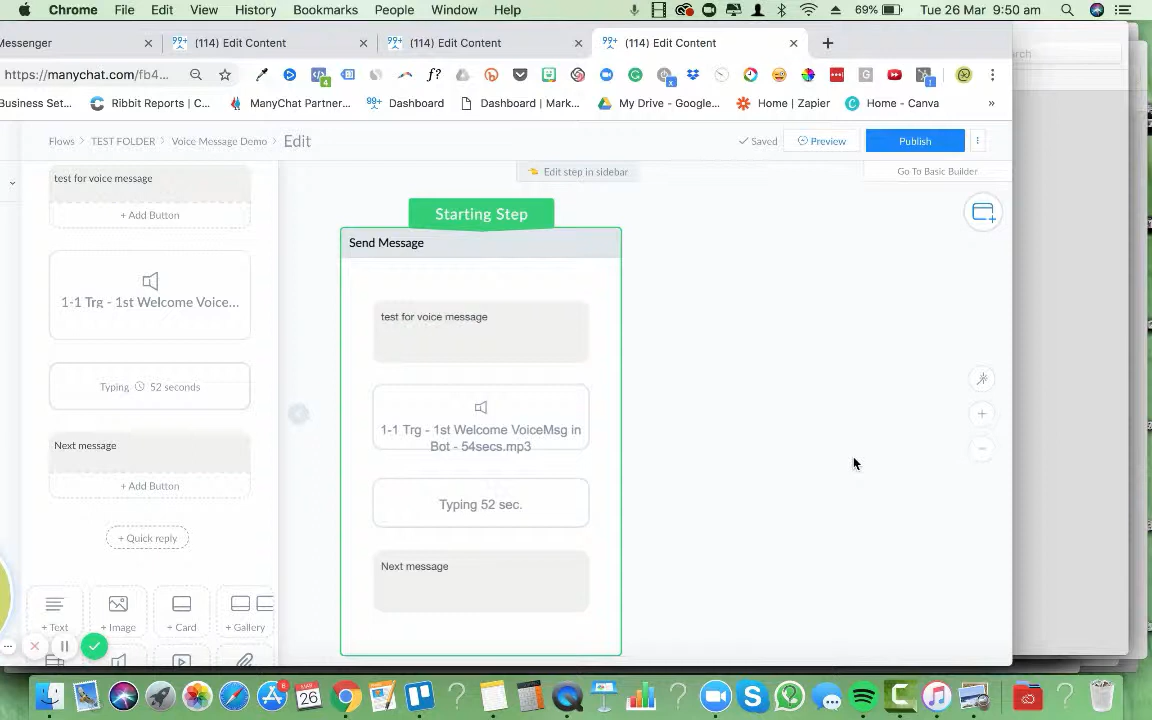 Chrome File Edit View History Bookmarks People Window Help 69% Tue 26 Mar 9:50 am
Messenger (114) Edit Content (114) Edit Content (114) Edit Content
https://manychat.com/fb4...
Business Set... Ribbit Reports | C... ManyChat Partner... Dashboard Dashboard | Mark... My Drive - Google... Home | Zapier Home - Canva »
Flows > TEST FOLDER > Voice Message Demo > Edit Saved Preview Publish
Edit step in sidebar Go To Basic Builder
test for voice message
+ Add Button
1-1 Trg - 1st Welcome Voice...
Typing 52 seconds
Next message
+ Add Button
+ Quick reply
+ Text + Image + Card + Gallery
Starting Step
Send Message
test for voice message
1-1 Trg - 1st Welcome VoiceMsg in
Bot - 54secs.mp3
Typing 52 sec.
Next message